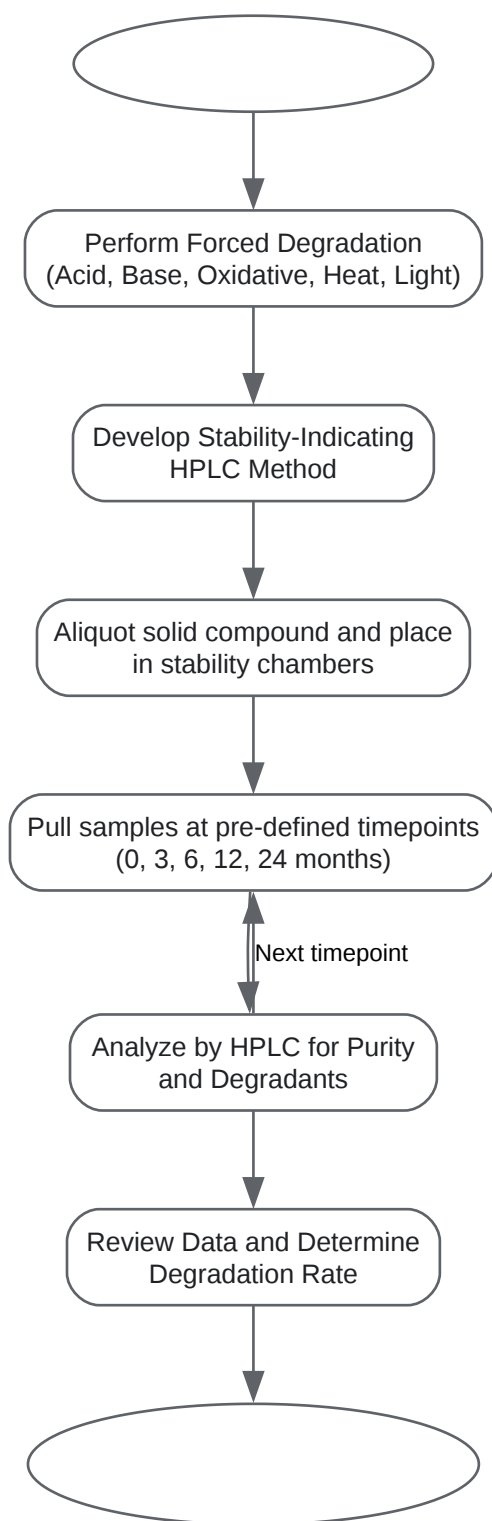 Perform Forced Degradation
(Acid, Base, Oxidative, Heat, Light)
Develop Stability-Indicating
HPLC Method
Aliquot solid compound and place
in stability chambers
Pull samples at pre-defined timepoints
(0, 3, 6, 12, 24 months)
Next timepoint
Analyze by HPLC for Purity
and Degradants
Review Data and Determine
Degradation Rate